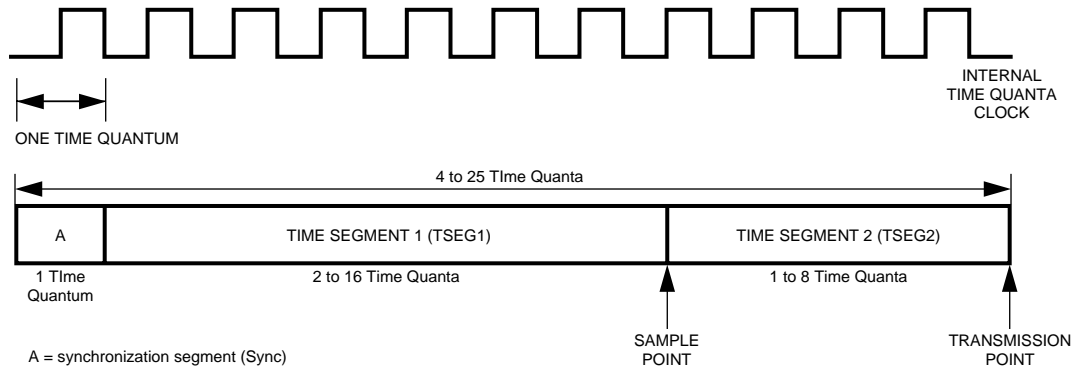 INTERNAL
TIME QUANTA
CLOCK
ONE TIME QUANTUM
4 to 25 TIme Quanta
A
TIME SEGMENT 1 (TSEG1)
TIME SEGMENT 2 (TSEG2)
1 TIme
Quantum
2 to 16 Time Quanta
1 to 8 Time Quanta
A = synchronization segment (Sync)
SAMPLE
POINT
TRANSMISSION
POINT